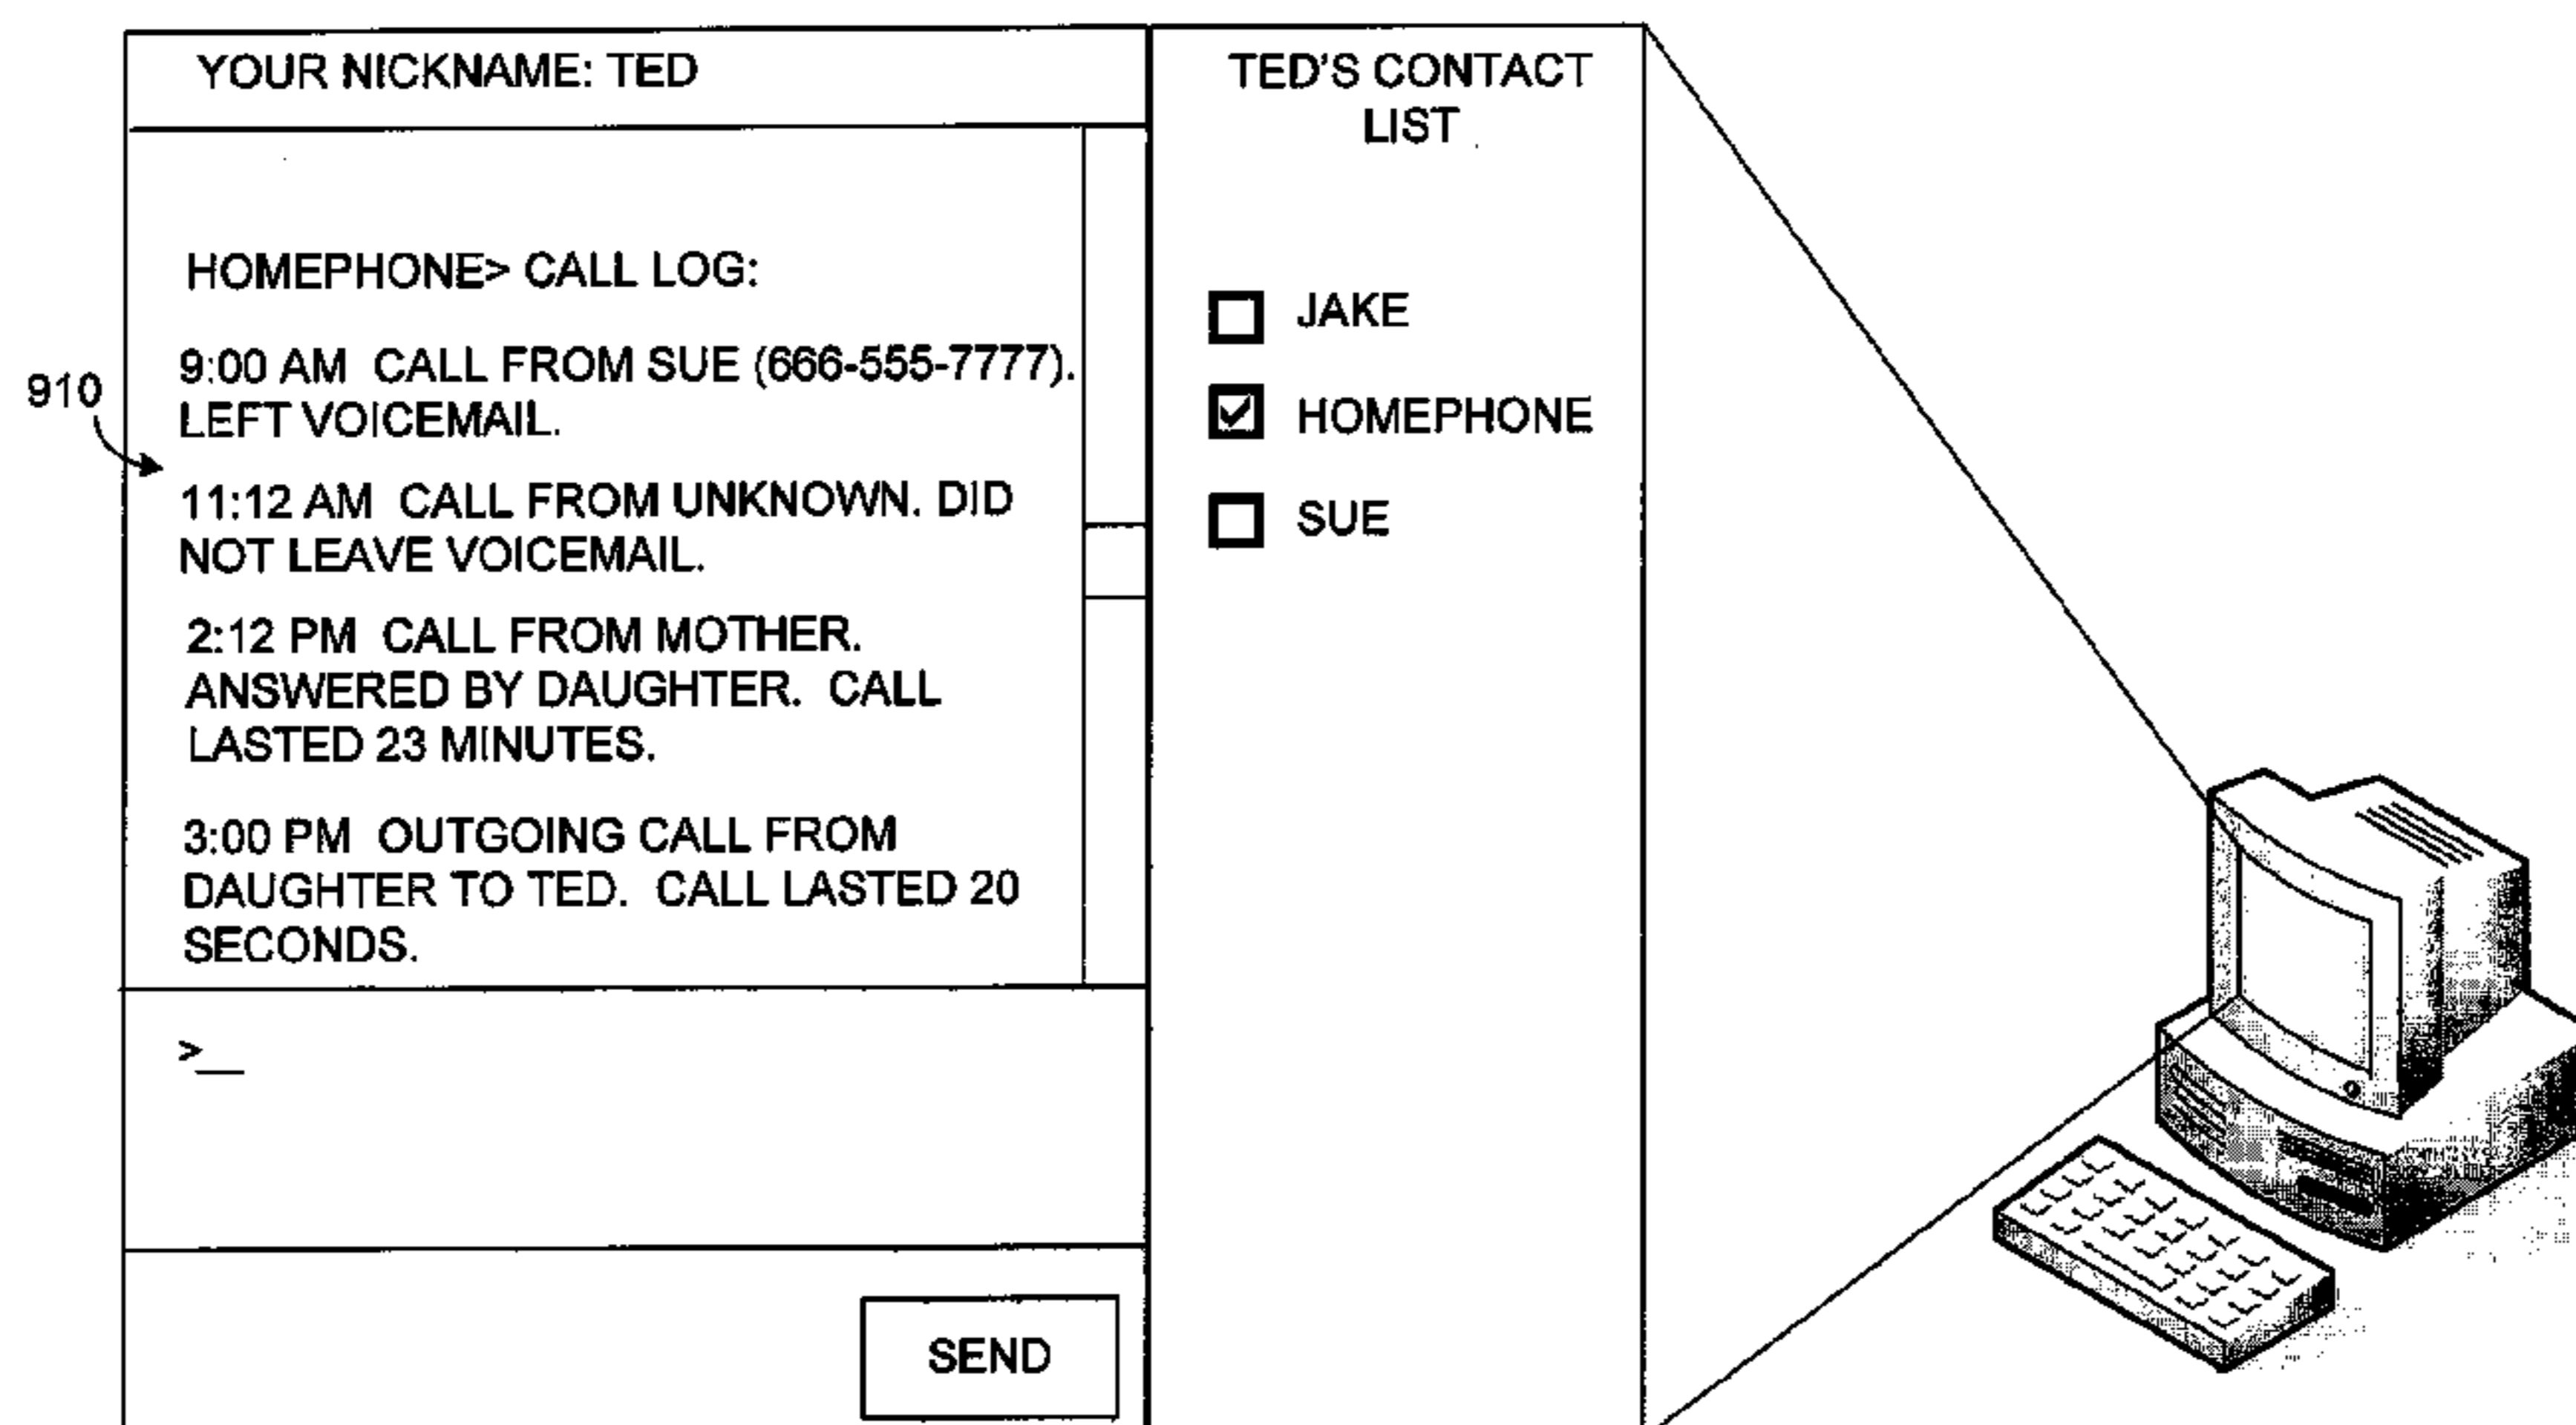 YOUR NICKNAME: TED
HOMEPHONE> CALL LOG:
9:00 AM CALL FROM SUE (666-555-7777).
LEFT VOICEMAIL.
910
11:12 AM CALL FROM UNKNOWN. DID
NOT LEAVE VOICEMAIL.
2:12 PM CALL FROM MOTHER.
ANSWERED BY DAUGHTER. CALL
LASTED 23 MINUTES.
3:00 PM OUTGOING CALL FROM
DAUGHTER TO TED. CALL LASTED 20
SECONDS.
>_
SEND
TED'S CONTACT
LIST
JAKE
HOMEPHONE
SUE